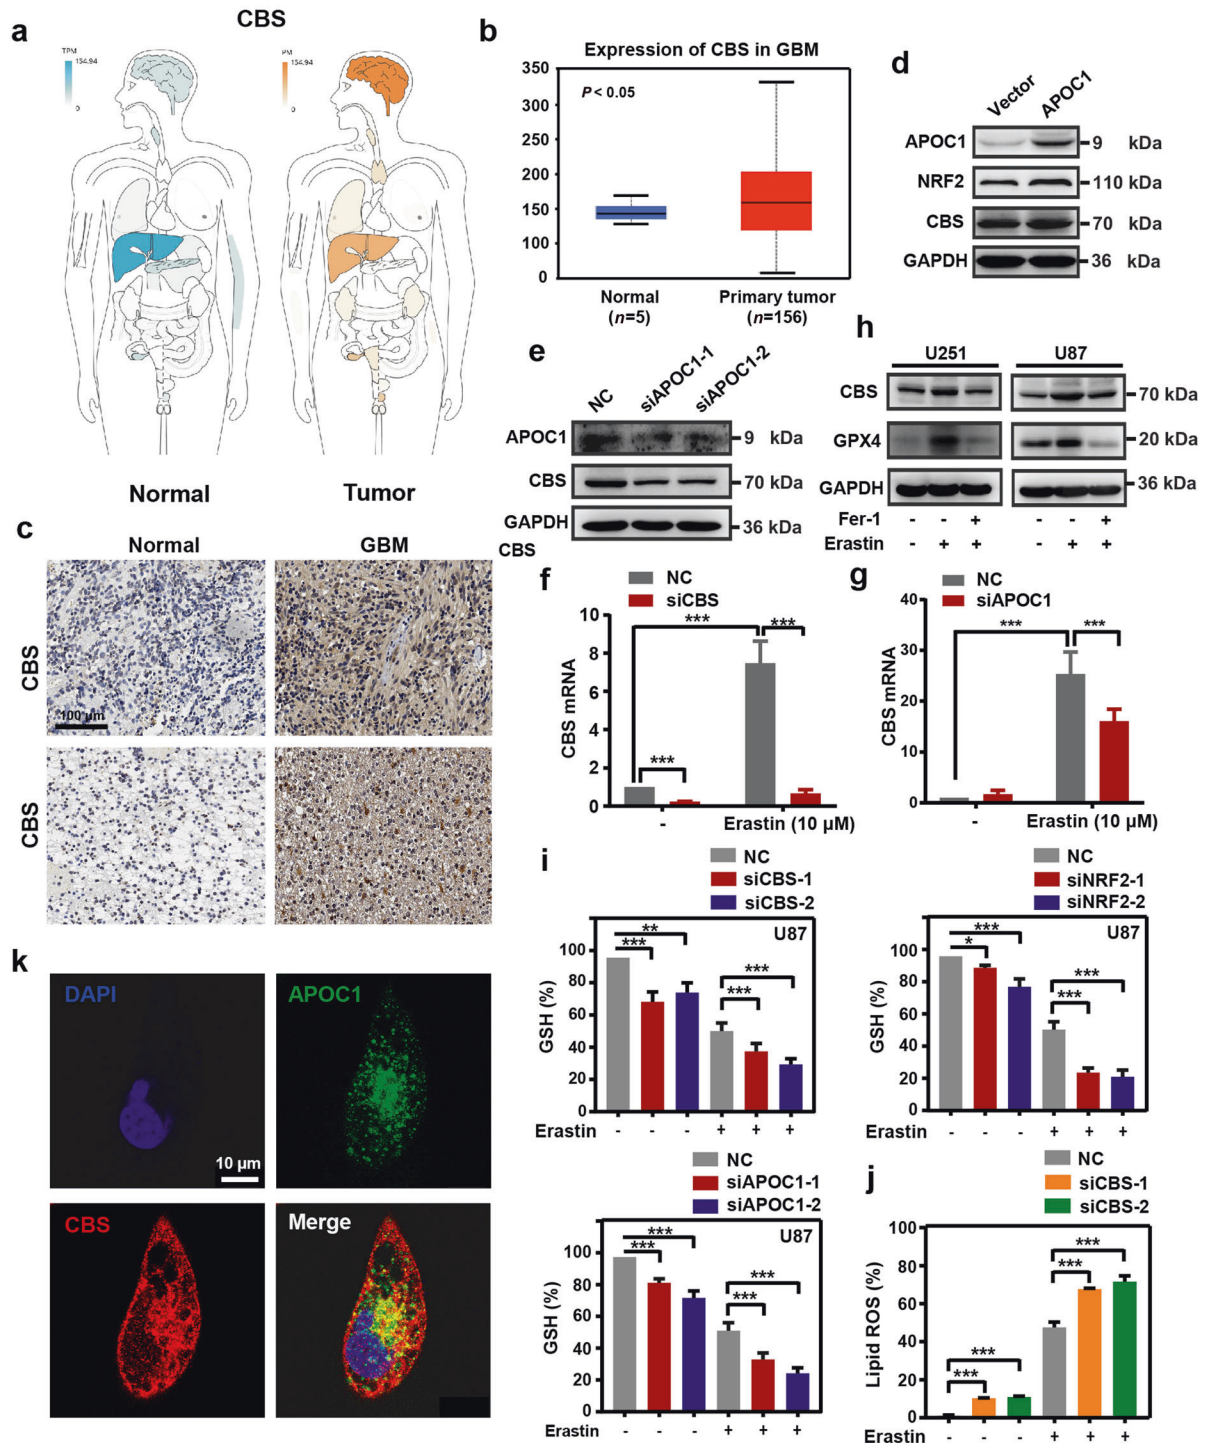 CBS
a
TPM
154.94
0
PM
154.94
0
Normal
Tumor
b
Expression of CBS in GBM
P < 0.05
350
300
250
200
150
100
50
0
Normal
(n=5)
Primary tumor
(n=156)
c
Normal
GBM
CBS
100 μm
CBS
d
Vector
APOC1
APOC1
9 kDa
NRF2
110 kDa
CBS
70 kDa
GAPDH
36 kDa
e
NC
siAPOC1-1
siAPOC1-2
APOC1
9 kDa
CBS
70 kDa
GAPDH
36 kDa
CBS
h
U251
U87
CBS
70 kDa
GPX4
20 kDa
GAPDH
36 kDa
Fer-1 - - + - - +
Erastin - + + - + +
f
NC
siCBS
CBS mRNA
10
8
6
4
2
0
***
***
***
-
Erastin (10 μM)
g
NC
siAPOC1
CBS mRNA
40
30
20
10
0
***
***
-
Erastin (10 μM)
i
NC
siCBS-1
siCBS-2
U87
GSH (%)
100
80
60
40
20
0
**
***
***
***
Erastin - - - + + +
NC
siNRF2-1
siNRF2-2
U87
GSH (%)
100
80
60
40
20
0
***
*
***
***
Erastin - - - + + +
NC
siAPOC1-1
siAPOC1-2
U87
GSH (%)
100
80
60
40
20
0
***
***
***
***
Erastin - - - + + +
j
NC
siCBS-1
siCBS-2
Lipid ROS (%)
100
80
60
40
20
0
***
***
***
***
Erastin - - - + + +
k
DAPI
10 μm
APOC1
CBS
Merge